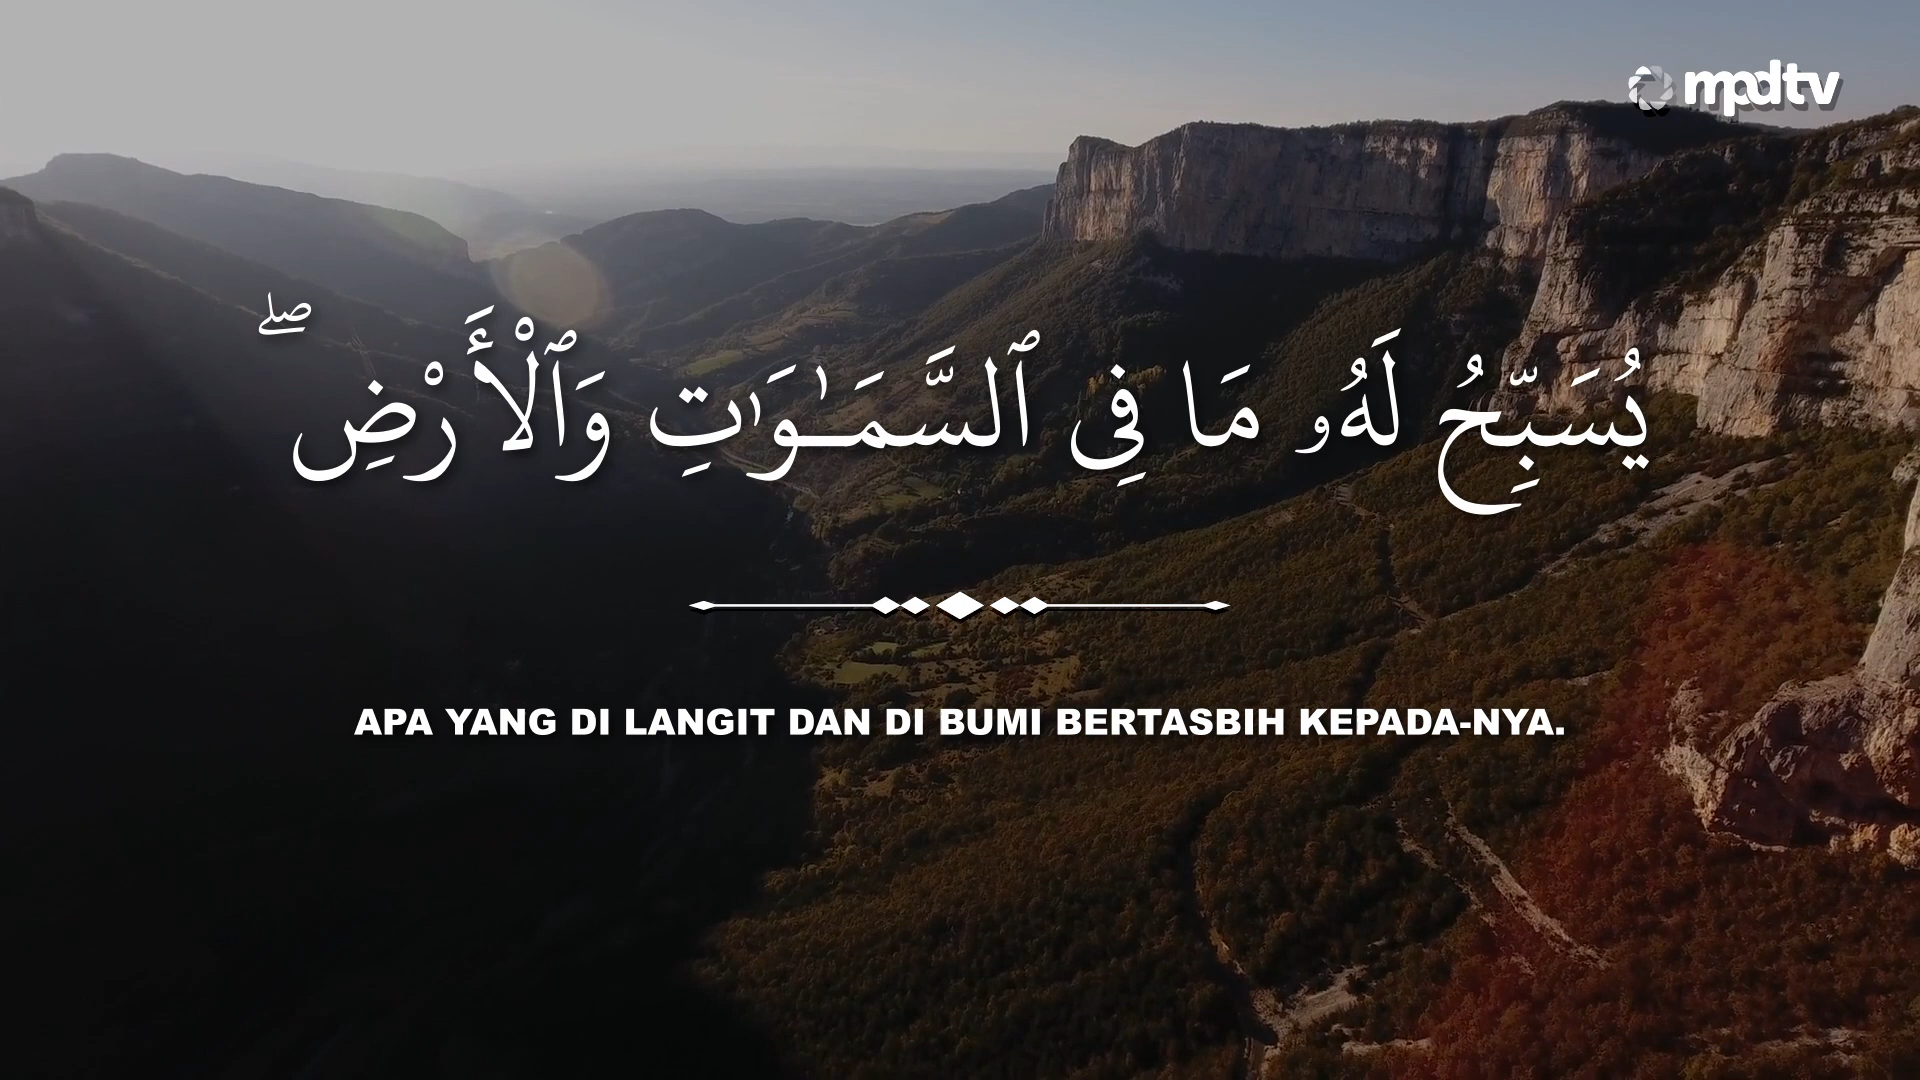 mpdtv
يُسَبِّحُ لَهُۥ مَا فِى ٱلسَّمَـٰوَٰتِ وَٱلْأَرْضِ ۖ
APA YANG DI LANGIT DAN DI BUMI BERTASBIH KEPADA-NYA.